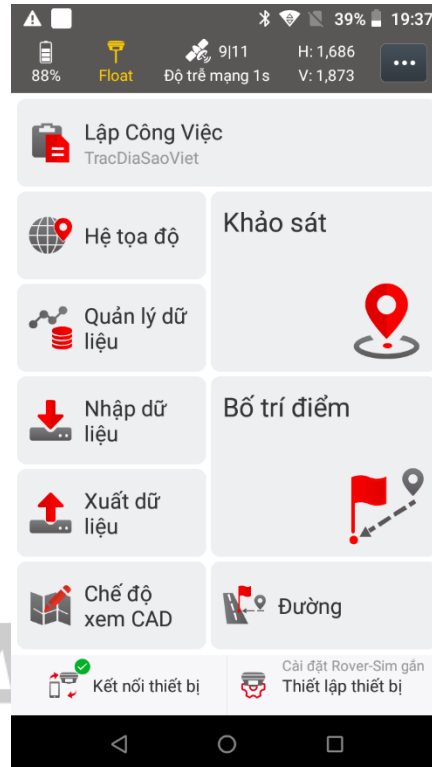 39% 19:37
9|11 H: 1,686
88% Float Độ trễ mạng 1s V: 1,873
Lập Công Việc
TracDiaSaoViet
Hệ tọa độ
Khảo sát
Quản lý dữ
liệu
Nhập dữ
liệu
Bố trí điểm
Xuất dữ
liệu
Chế độ
xem CAD
Đường
Kết nối thiết bị
Cài đặt Rover-Sim gắn
Thiết lập thiết bị